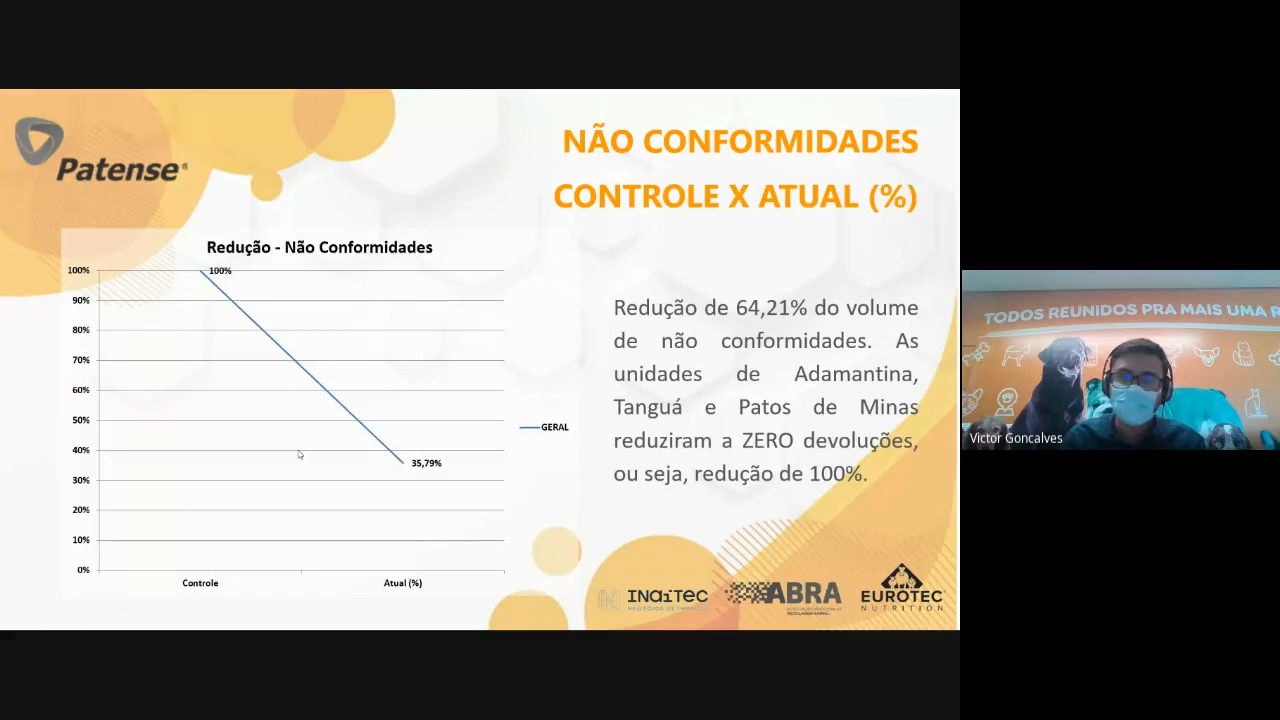 Patense®
NÃO CONFORMIDADES
CONTROLE X ATUAL (%)
Redução - Não Conformidades
100%
90%
80%
70%
60%
50%
40%
30%
20%
10%
0%
100%
35,79%
Controle
Atual (%)
GERAL
Redução de 64,21% do volume
de não conformidades. As
unidades de Adamantina,
Tanguá e Patos de Minas
reduziram a ZERO devoluções,
ou seja, redução de 100%.
INAITEC
ABRA
EUROTEC
NUTRITION
TODOS REUNIDOS PRA MAIS UMA R
Victor Goncalves